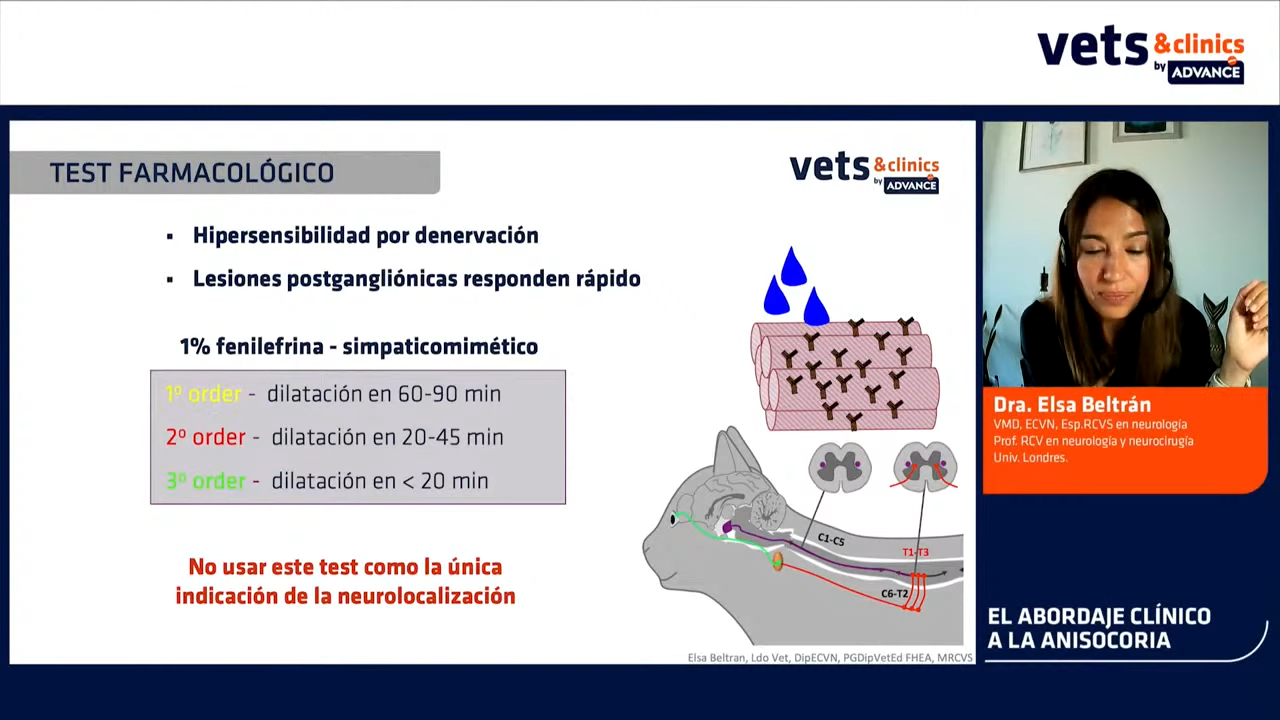 vets &clinics
by ADVANCE
TEST FARMACOLÓGICO
vets &clinics
by ADVANCE
▪ Hipersensibilidad por denervación
▪ Lesiones postgangliónicas responden rápido
1% fenilefrina - simpaticomimético
1º order - dilatación en 60-90 min
2º order - dilatación en 20-45 min
3º order - dilatación en < 20 min
No usar este test como la única
indicación de la neurolocalización
C1-C5
T1-T3
C6-T2
Elsa Beltran, Ldo Vet, DipECVN, PGDipVetEd FHEA, MRCVS
Dra. Elsa Beltrán
VMD, ECVN, Esp.RCVS en neurología
Prof. RCV en neurología y neurocirugía
Univ. Londres.
EL ABORDAJE CLÍNICO
A LA ANISOCORIA